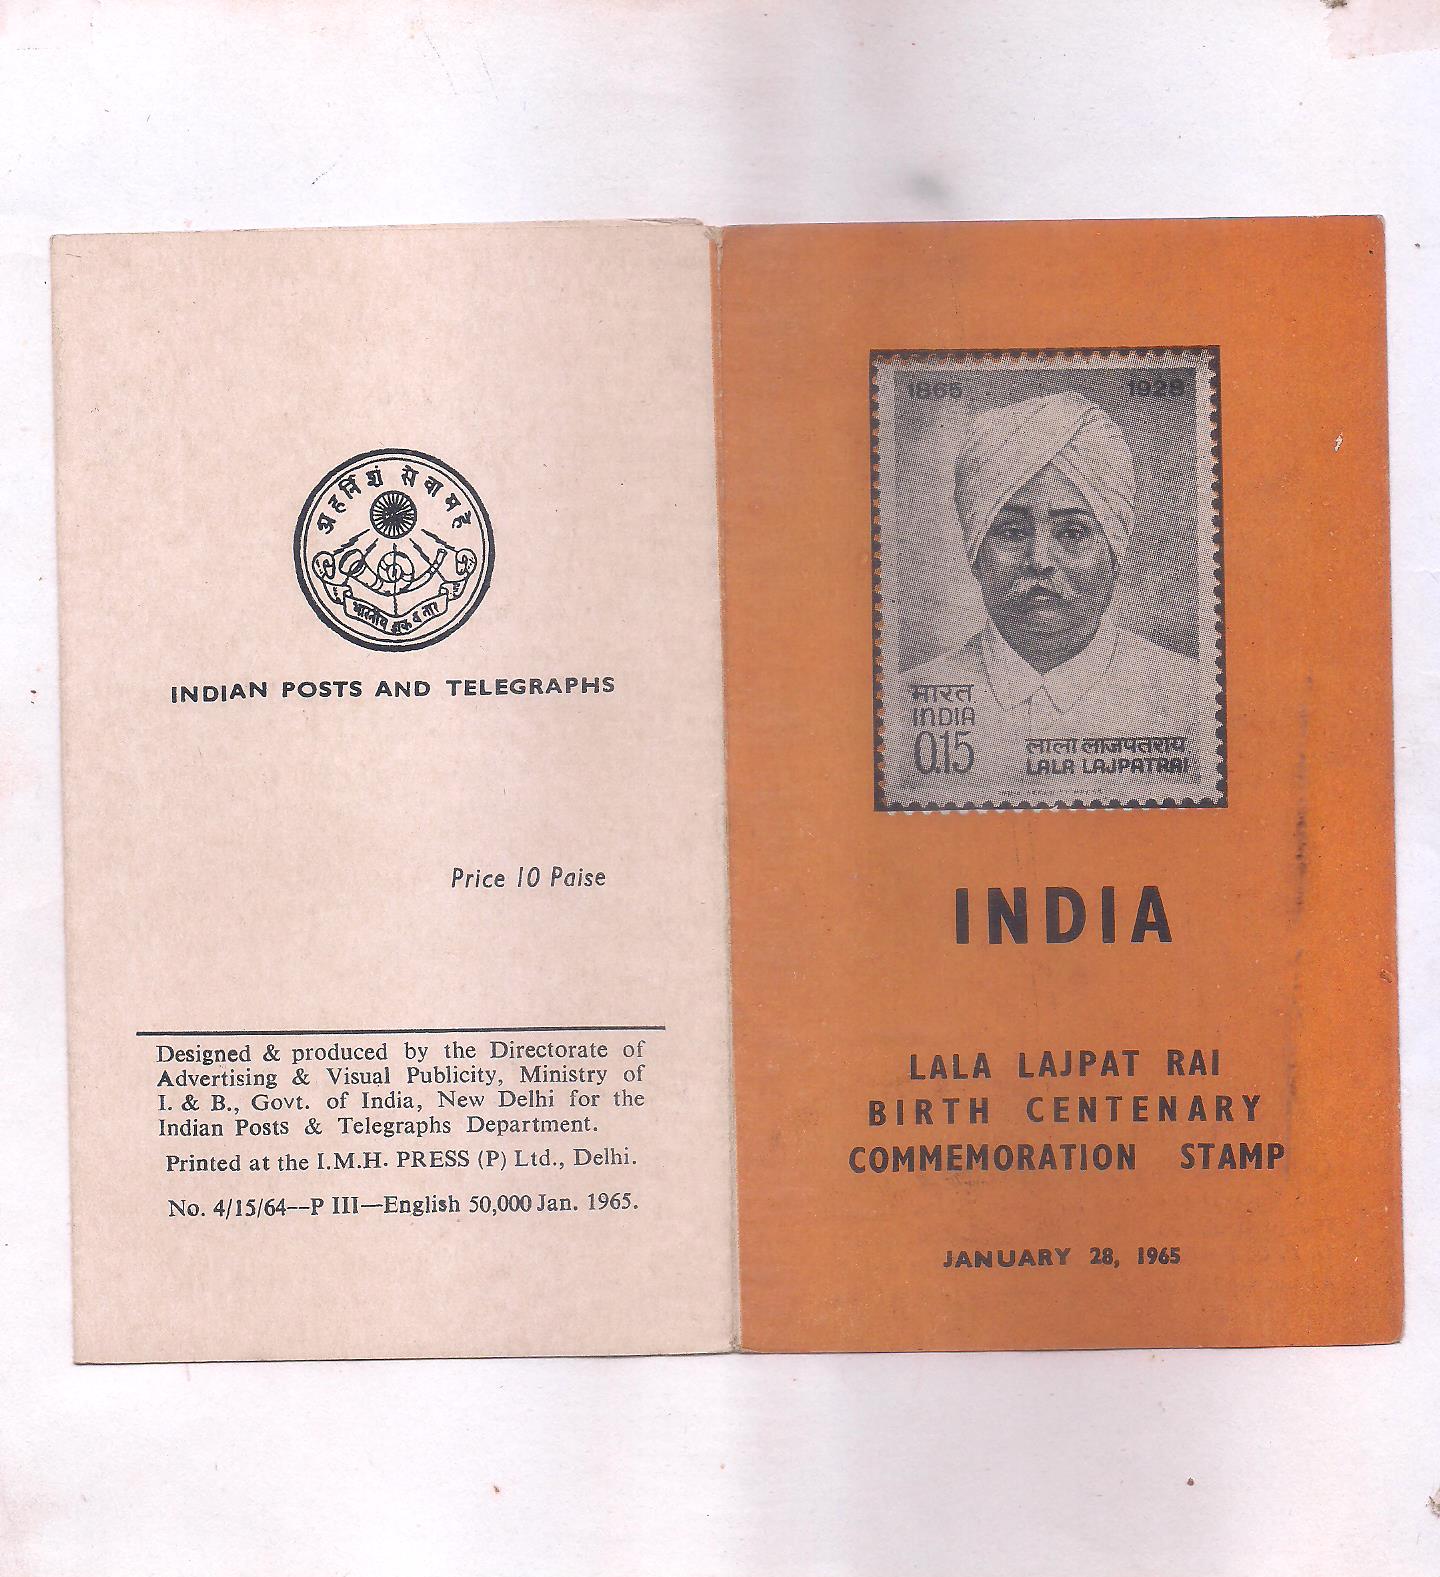 अहर्निशं सेवामहे
भारतीय डाक व तार
INDIAN POSTS AND TELEGRAPHS
Price 10 Paise
Designed & produced by the Directorate of
Advertising & Visual Publicity, Ministry of
I. & B., Govt. of India, New Delhi for the
Indian Posts & Telegraphs Department.
Printed at the I.M.H. PRESS (P) Ltd., Delhi.
No. 4/15/64--P III—English 50,000 Jan. 1965.
1865 1928
भारत
INDIA
0.15
लाला लाजपतराय
LALA LAJPATRAI
INDIA
LALA LAJPAT RAI
BIRTH CENTENARY
COMMEMORATION STAMP
JANUARY 28, 1965